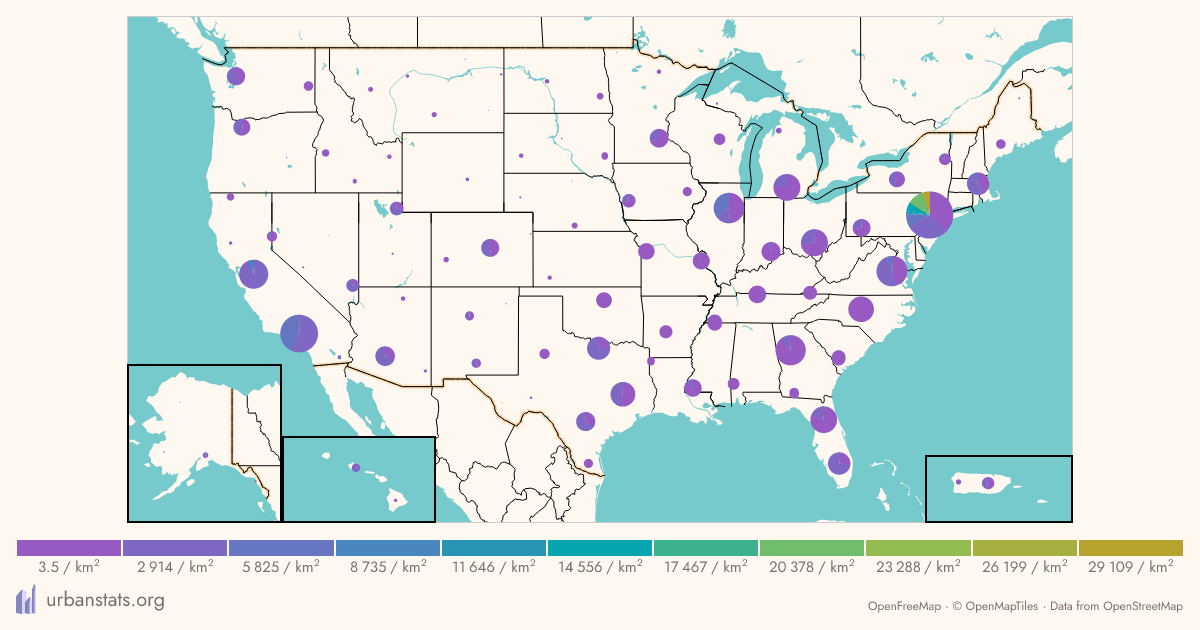 3.5 / km²
2 914 / km²
5 825 / km²
8 735 / km²
11 646 / km²
14 556 / km²
17 467 / km²
20 378 / km²
23 288 / km²
26 199 / km²
29 109 / km²
urbanstats.org
OpenFreeMap · © OpenMapTiles · Data from OpenStreetMap